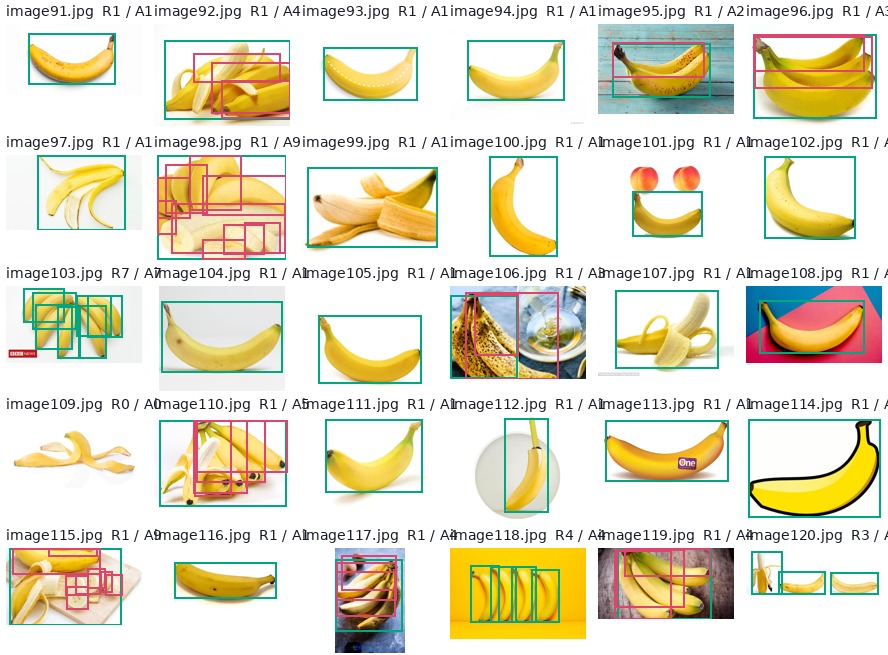 image91.jpg R1 / A1 image92.jpg R1 / A4 image93.jpg R1 / A1 image94.jpg R1 / A1 image95.jpg R1 / A2 image96.jpg R1 / A3
image97.jpg R1 / A1 image98.jpg R1 / A9 image99.jpg R1 / A1 image100.jpg R1 / A1 image101.jpg R1 / A1 image102.jpg R1 / A
image103.jpg R7 / A7 image104.jpg R1 / A1 image105.jpg R1 / A1 image106.jpg R1 / A3 image107.jpg R1 / A1 image108.jpg R1 / A
BBC NEWS
image109.jpg R0 / A0 image110.jpg R1 / A5 image111.jpg R1 / A1 image112.jpg R1 / A1 image113.jpg R1 / A1 image114.jpg R1 / A
One
image115.jpg R1 / A9 image116.jpg R1 / A1 image117.jpg R1 / A4 image118.jpg R4 / A4 image119.jpg R1 / A4 image120.jpg R3 / A